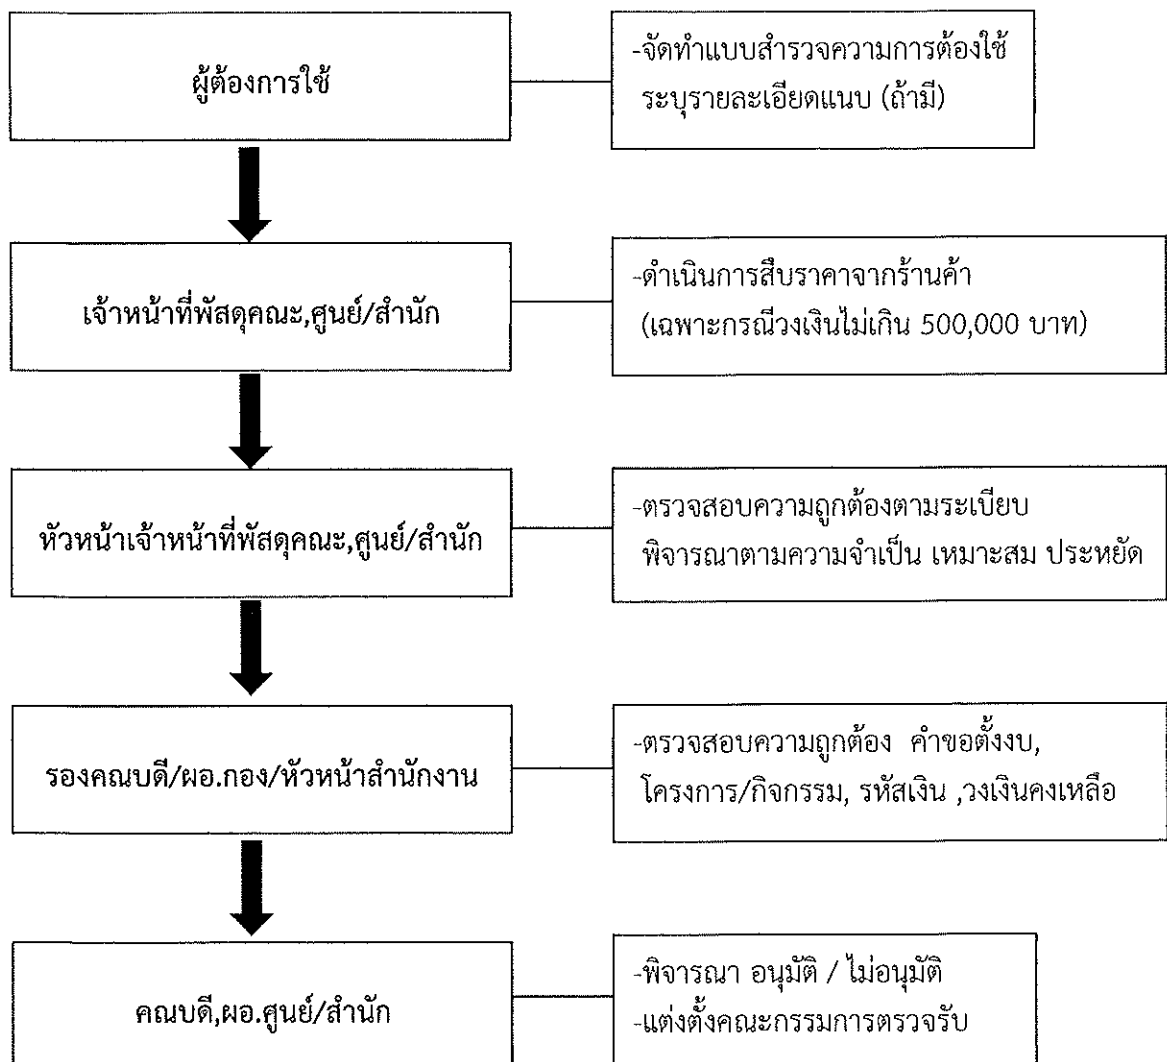 ผู้ต้องการใช้
-จัดทำแบบสำรวจความการต้องใช้
ระบุรายละเอียดแนบ (ถ้ามี)
เจ้าหน้าที่พัสดุคณะ,ศูนย์/สำนัก
-ดำเนินการสืบราคาจากร้านค้า
(เฉพาะกรณีวงเงินไม่เกิน 500,000 บาท)
หัวหน้าเจ้าหน้าที่พัสดุคณะ,ศูนย์/สำนัก
-ตรวจสอบความถูกต้องตามระเบียบ
พิจารณาตามความจำเป็น เหมาะสม ประหยัด
รองคณบดี/ผอ.กอง/หัวหน้าสำนักงาน
-ตรวจสอบความถูกต้อง คำขอตั้งงบ,
โครงการ/กิจกรรม, รหัสเงิน ,วงเงินคงเหลือ
คณบดี,ผอ.ศูนย์/สำนัก
-พิจารณา อนุมัติ / ไม่อนุมัติ
-แต่งตั้งคณะกรรมการตรวจรับ